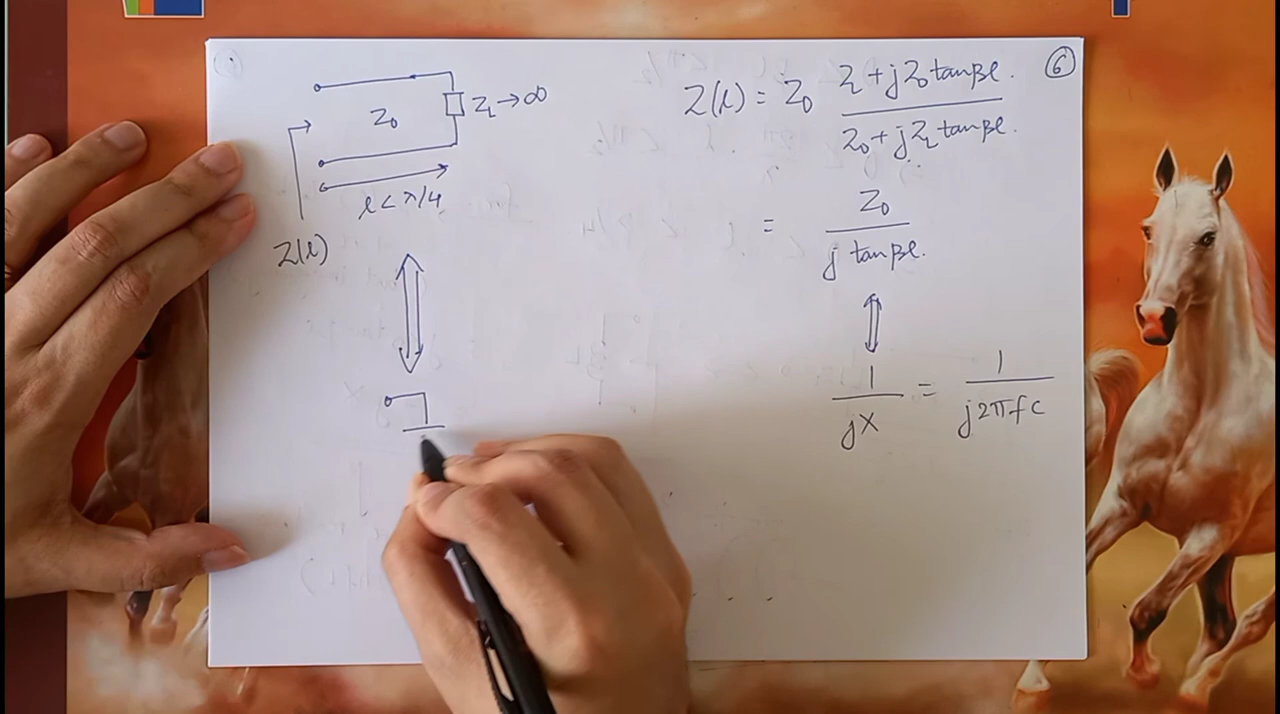 Z₀
Z_L → ∞
l < λ/4
Z(l)
6
Z(l) = Z₀ (Z_L + jZ₀ tanβl) / (Z₀ + jZ_L tanβl)
= Z₀ / (j tanβl)
1/(jX) = 1/(j2πfC)